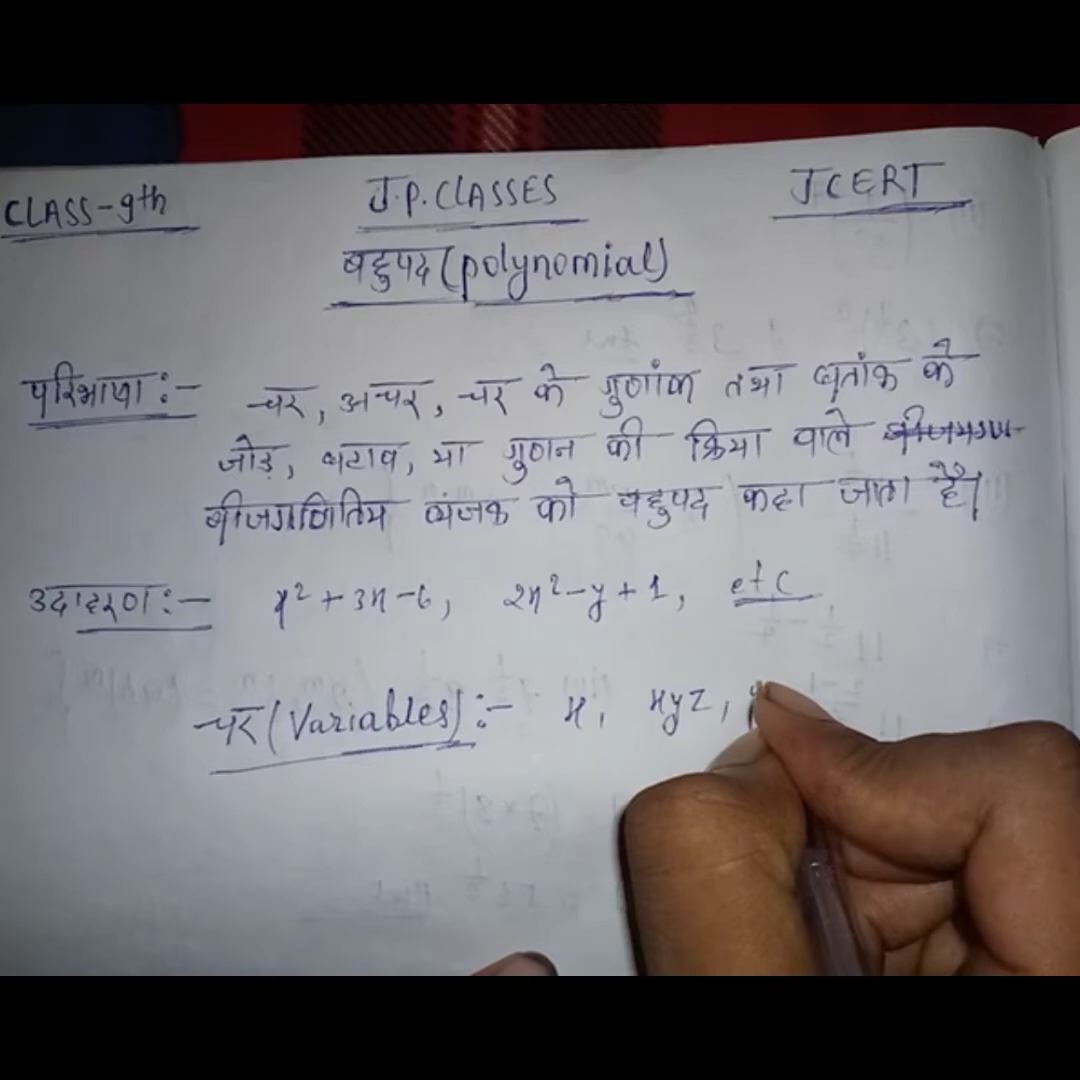 CLASS-9th J.P.CLASSES JCERT
बहुपद (polynomial)
परिभाषा:- चर, अचर, चर के गुणांक तथा घतांक के
जोड़, घटाव, या गुणन की क्रिया वाले
बीजगणितिय व्यंजक को बहुपद कहा जाता है।
उदाहरण:- x² + 3x - 6, 2x² - y + 1, etc
चर (Variables):- x, xyz,